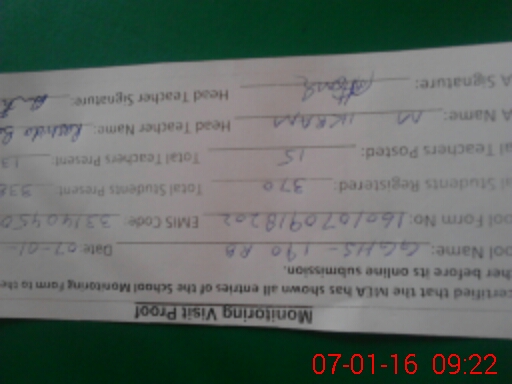 Monitoring Visit Proof
certified that the MEA has shown all entries of the School Monitoring Form to the
her before its online submission.
ool Name: GGHS - 190 RB Date: 07-01-
ool Form No: 1601070918202 EMIS Code: 33140450
al Students Registered: 370 Total Students Present: 338
al Teachers Posted: 15 Total Teachers Present: 13
A Name M IKRAM Head Teacher Name: Rashida
A Signature Head Teacher Signature:
07-01-16 09:22